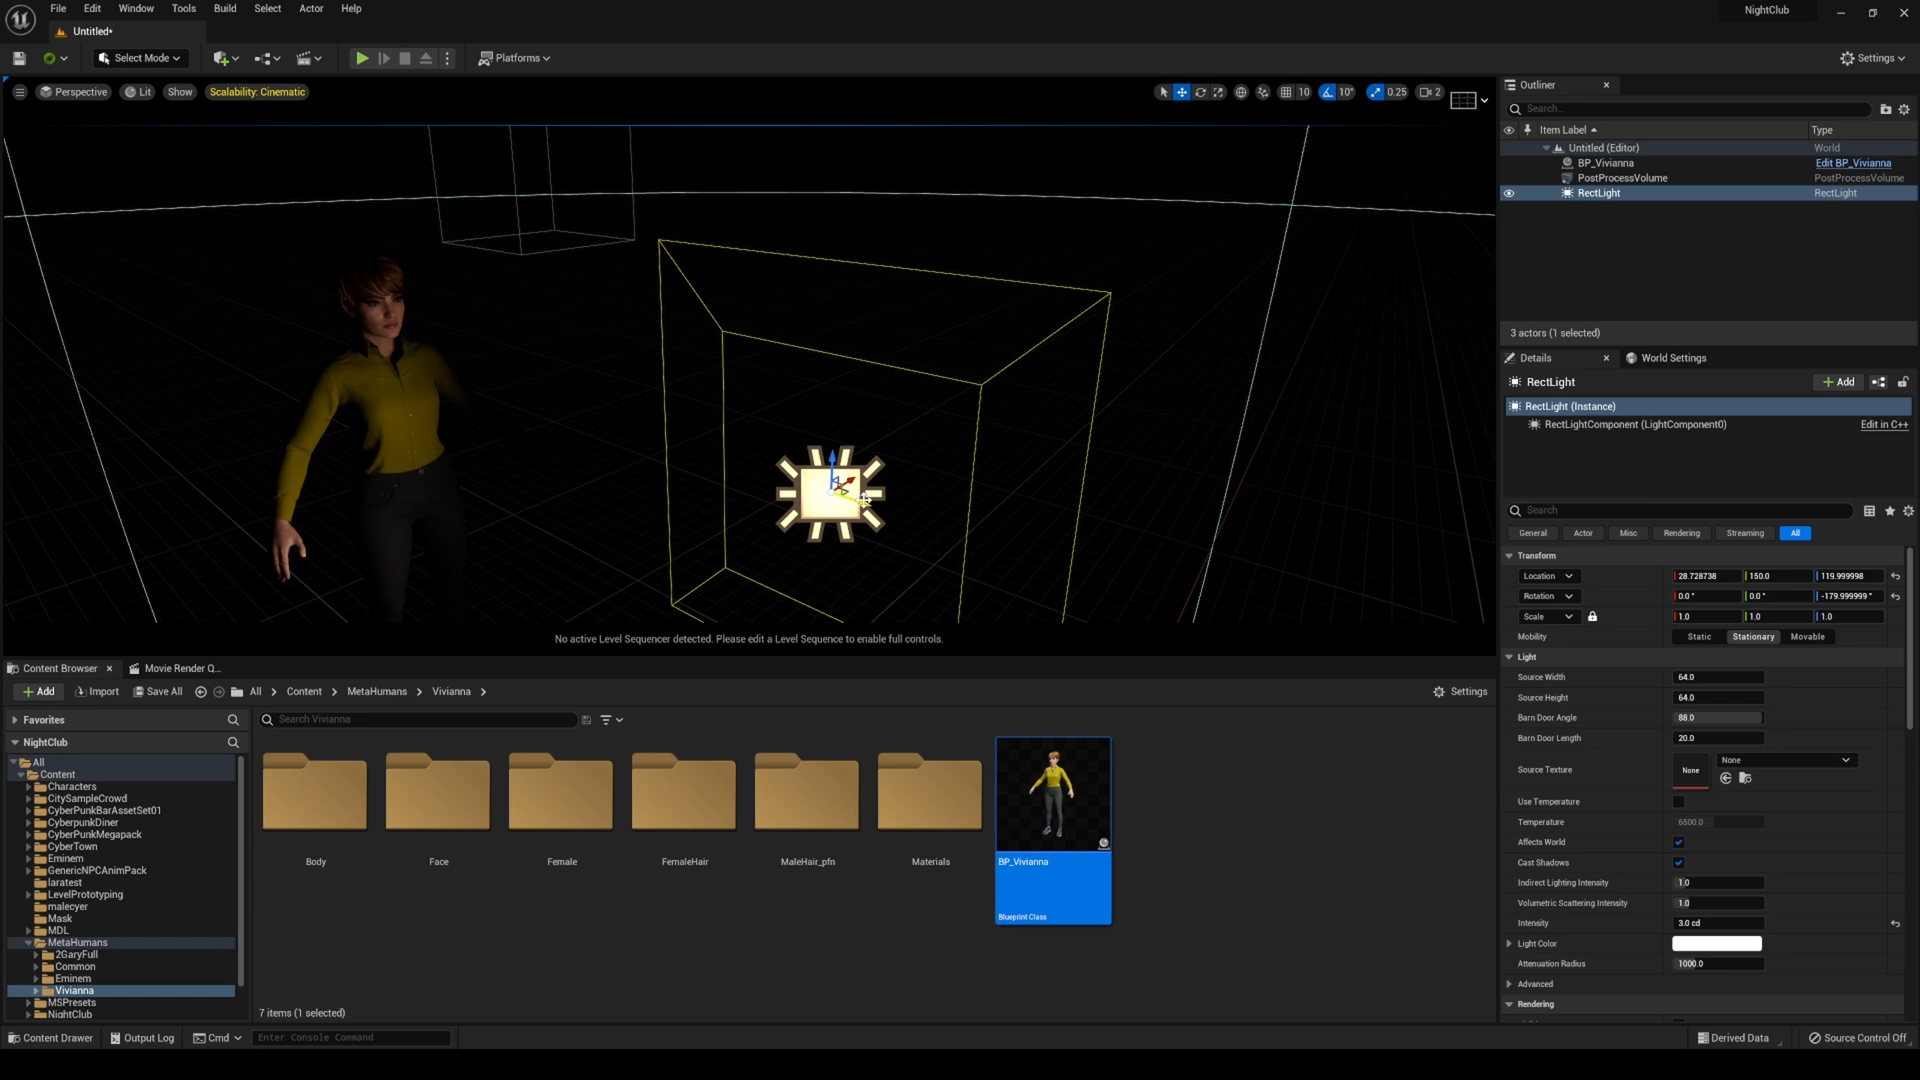 File Edit Window Tools Build Select Actor Help
NightClub
Untitled*
Select Mode
Platforms
Settings
Perspective Lit Show Scalability: Cinematic
10 10° 0.25 2
No active Level Sequencer detected. Please edit a Level Sequence to enable full controls.
Outliner
Search...
Item Label Type
Untitled (Editor) World
BP_Vivianna Edit BP_Vivianna
PostProcessVolume PostProcessVolume
RectLight RectLight
3 actors (1 selected)
Details World Settings
RectLight Add
RectLight (Instance)
RectLightComponent (LightComponent0) Edit in C++
Search
General Actor Misc Rendering Streaming All
Transform
Location 28.728738 150.0 119.999998
Rotation 0.0° 0.0° -179.999999°
Scale 1.0 1.0 1.0
Mobility Static Stationary Movable
Light
Source Width 64.0
Source Height 64.0
Barn Door Angle 88.0
Barn Door Length 20.0
Source Texture None None
Use Temperature
Temperature 6500.0
Affects World
Cast Shadows
Indirect Lighting Intensity 1.0
Volumetric Scattering Intensity 1.0
Intensity 3.0 cd
Light Color
Attenuation Radius 1000.0
Advanced
Rendering
Content Browser Movie Render Q...
Add Import Save All All Content MetaHumans Vivianna Settings
Favorites
Search Vivianna
NightClub
All
Content
Characters
CitySampleCrowd
CyberPunkBarAssetSet01
CyberpunkDiner
CyberPunkMegapack
CyberTown
Eminem
GenericNPCAnimPack
laratest
LevelPrototyping
malecyer
Mask
MDL
MetaHumans
2GaryFull
Common
Eminem
Vivianna
MSPresets
NightClub
Body Face Female FemaleHair MaleHair_pfn Materials BP_Vivianna
Blueprint Class
7 items (1 selected)
Content Drawer Output Log Cmd Enter Console Command Derived Data Source Control Off